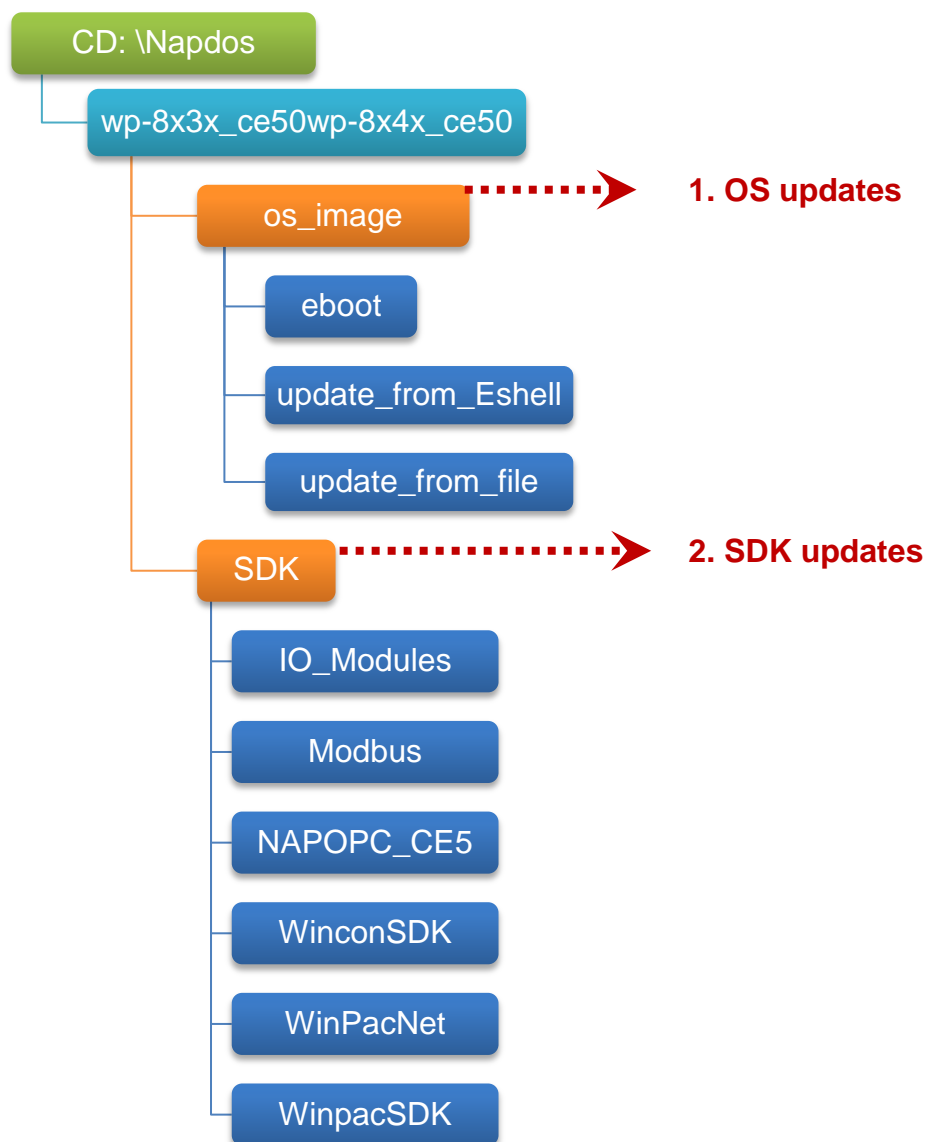 CD: \Napdos
wp-8x3x_ce50wp-8x4x_ce50
os_image
1. OS updates
eboot
update_from_Eshell
update_from_file
SDK
2. SDK updates
IO_Modules
Modbus
NAPOPC_CE5
WinconSDK
WinPacNet
WinpacSDK